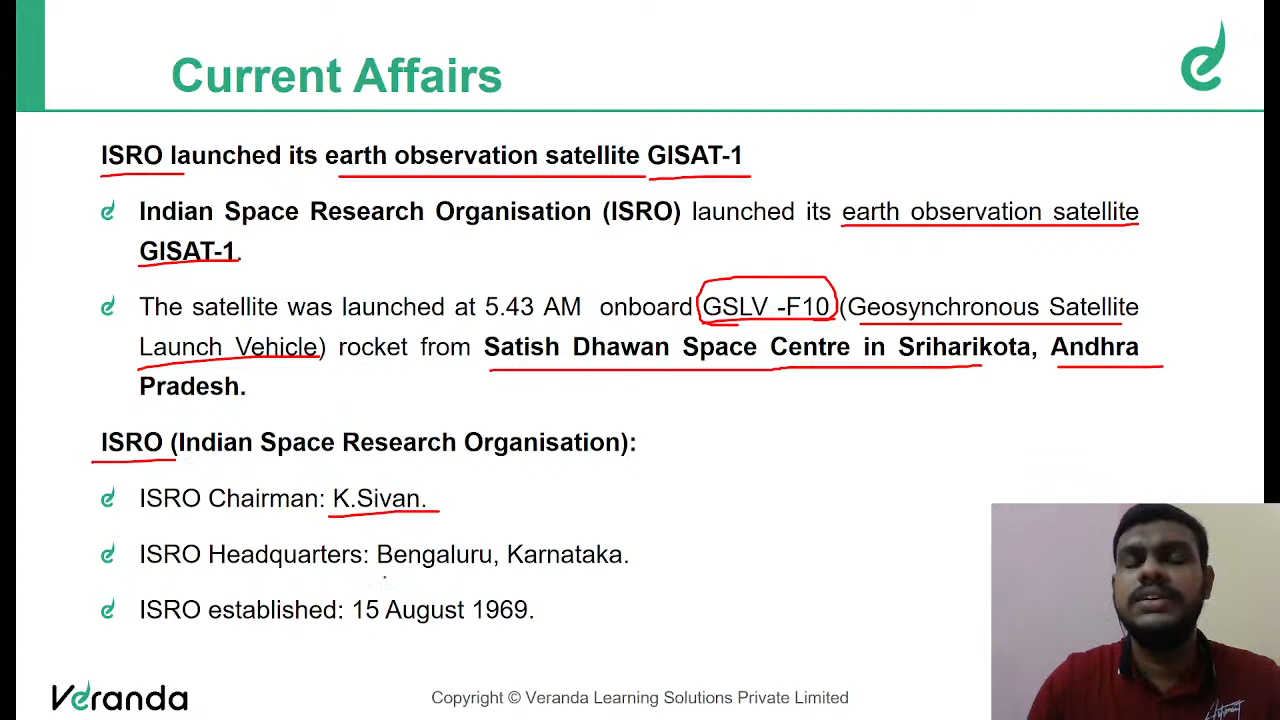 Current Affairs
ISRO launched its earth observation satellite GISAT-1
Indian Space Research Organisation (ISRO) launched its earth observation satellite
GISAT-1.
The satellite was launched at 5.43 AM onboard GSLV -F10 (Geosynchronous Satellite
Launch Vehicle) rocket from Satish Dhawan Space Centre in Sriharikota, Andhra
Pradesh.
ISRO (Indian Space Research Organisation):
ISRO Chairman: K.Sivan.
ISRO Headquarters: Bengaluru, Karnataka.
ISRO established: 15 August 1969.
Veranda
Copyright © Veranda Learning Solutions Private Limited